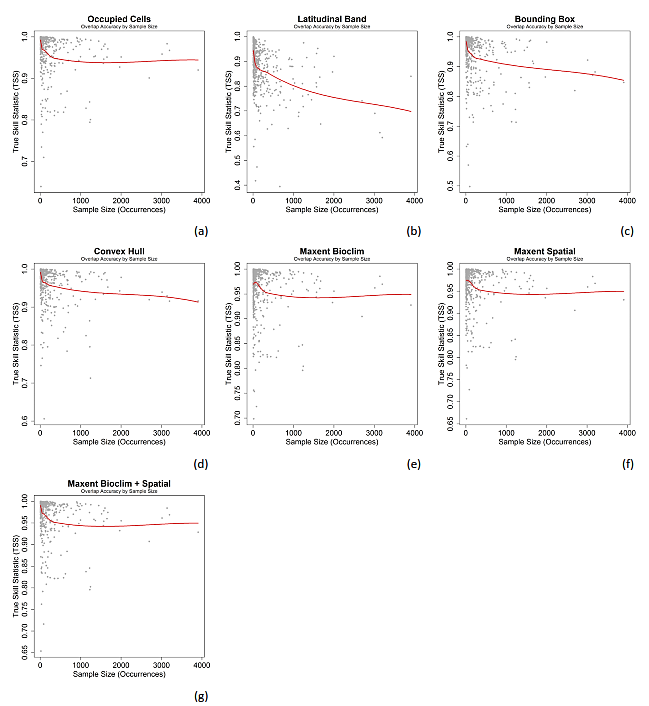 Occupied Cells
Overlap Accuracy by Sample Size
True Skill Statistic (TSS)
1.0
0.9
0.8
0.7
0 1000 2000 3000 4000
Sample Size (Occurrences)
(a)
Latitudinal Band
Overlap Accuracy by Sample Size
True Skill Statistic (TSS)
1.0
0.9
0.8
0.7
0.6
0.5
0.4
0 1000 2000 3000 4000
Sample Size (Occurrences)
(b)
Bounding Box
Overlap Accuracy by Sample Size
True Skill Statistic (TSS)
1.0
0.9
0.8
0.7
0.6
0.5
0 1000 2000 3000 4000
Sample Size (Occurrences)
(c)
Convex Hull
Overlap Accuracy by Sample Size
True Skill Statistic (TSS)
1.0
0.9
0.8
0.7
0.6
0 1000 2000 3000 4000
Sample Size (Occurrences)
(d)
Maxent Bioclim
Overlap Accuracy by Sample Size
True Skill Statistic (TSS)
1.00
0.95
0.90
0.85
0.80
0.75
0.70
0 1000 2000 3000 4000
Sample Size (Occurrences)
(e)
Maxent Spatial
Overlap Accuracy by Sample Size
True Skill Statistic (TSS)
1.00
0.95
0.90
0.85
0.80
0.75
0.70
0.65
0 1000 2000 3000 4000
Sample Size (Occurrences)
(f)
Maxent Bioclim + Spatial
Overlap Accuracy by Sample Size
True Skill Statistic (TSS)
1.00
0.95
0.90
0.85
0.80
0.75
0.70
0.65
0 1000 2000 3000 4000
Sample Size (Occurrences)
(g)